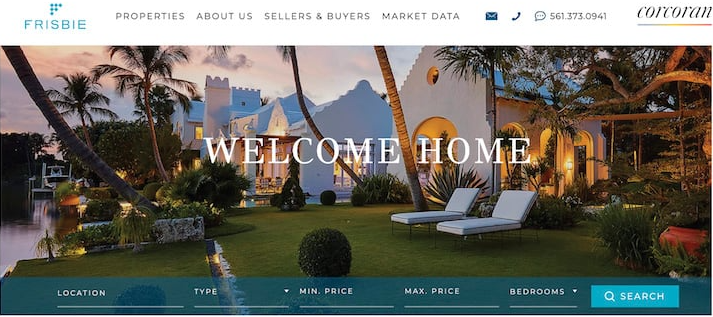 FRISBIE
PROPERTIES ABOUT US SELLERS & BUYERS MARKET DATA 561.373.0941
corcoran
WELCOME HOME
LOCATION TYPE MIN. PRICE MAX. PRICE BEDROOMS SEARCH